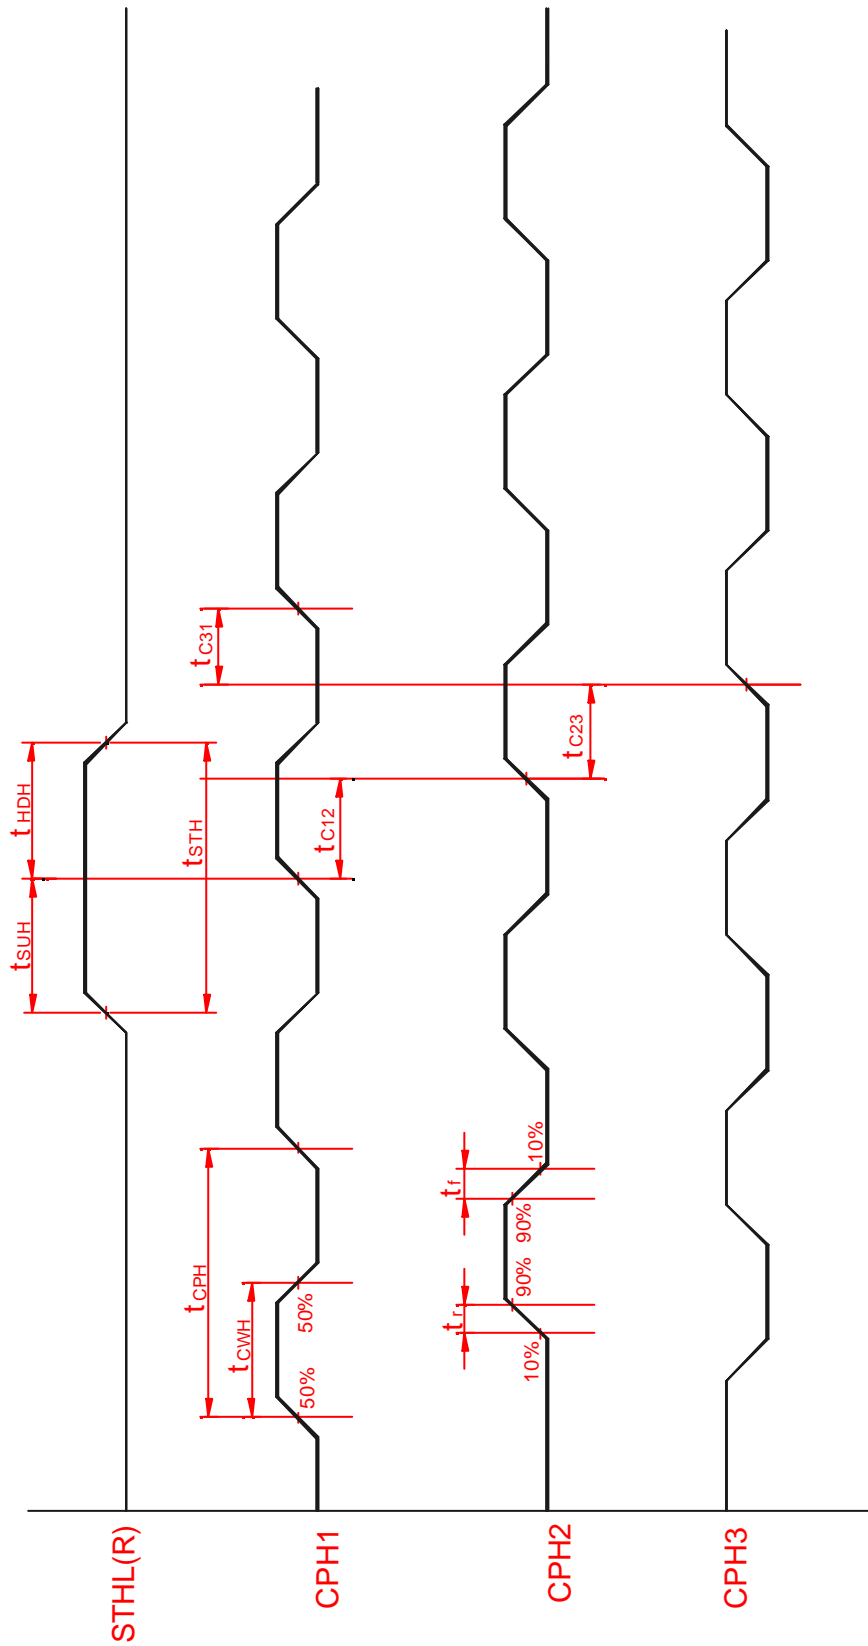 STHL(R)
tSUH
tHDH
tSTH
CPH1
tCPH
tCWH
50%
50%
tC12
tC31
CPH2
tr
tf
10%
90%
90%
10%
tC23
CPH3